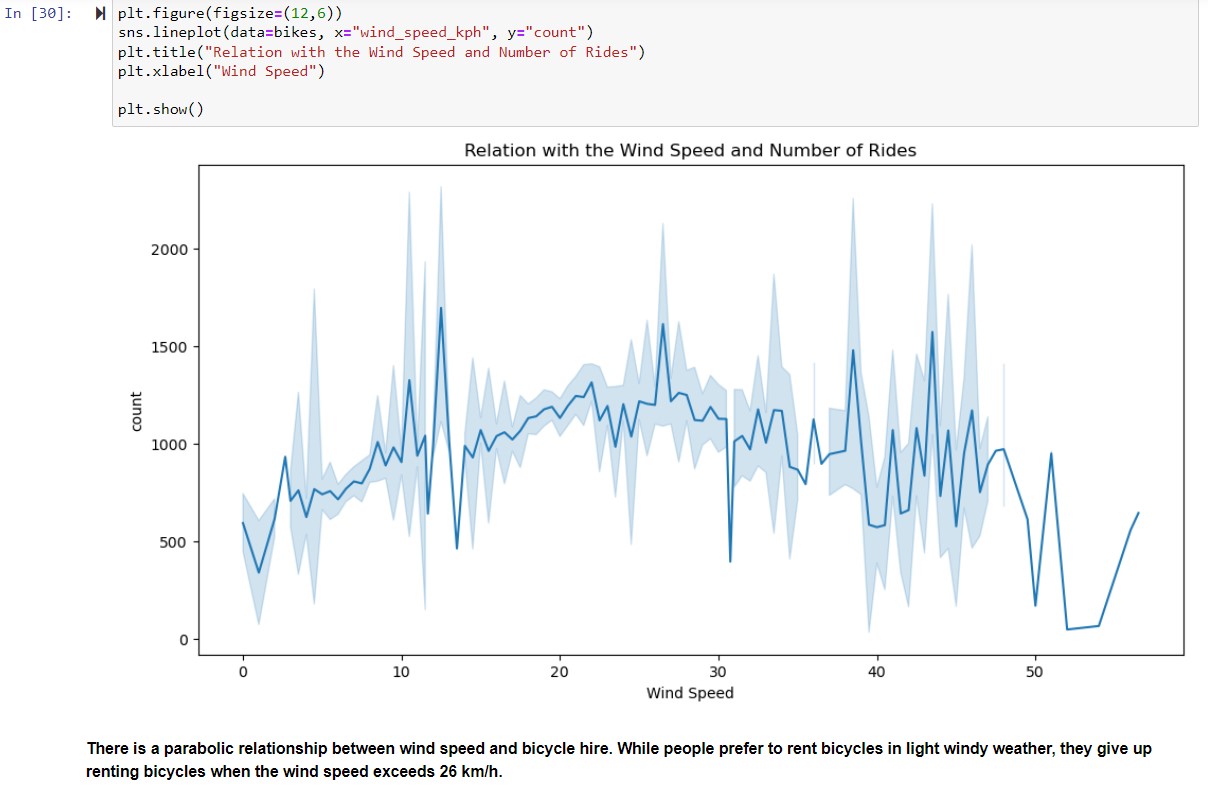 In [30]:
plt.figure(figsize=(12,6))
sns.lineplot(data=bikes, x="wind_speed_kph", y="count")
plt.title("Relation with the Wind Speed and Number of Rides")
plt.xlabel("Wind Speed")
plt.show()
Relation with the Wind Speed and Number of Rides
2000
1500
1000
500
0
count
0 10 20 30 40 50
Wind Speed
There is a parabolic relationship between wind speed and bicycle hire. While people prefer to rent bicycles in light windy weather, they give up
renting bicycles when the wind speed exceeds 26 km/h.